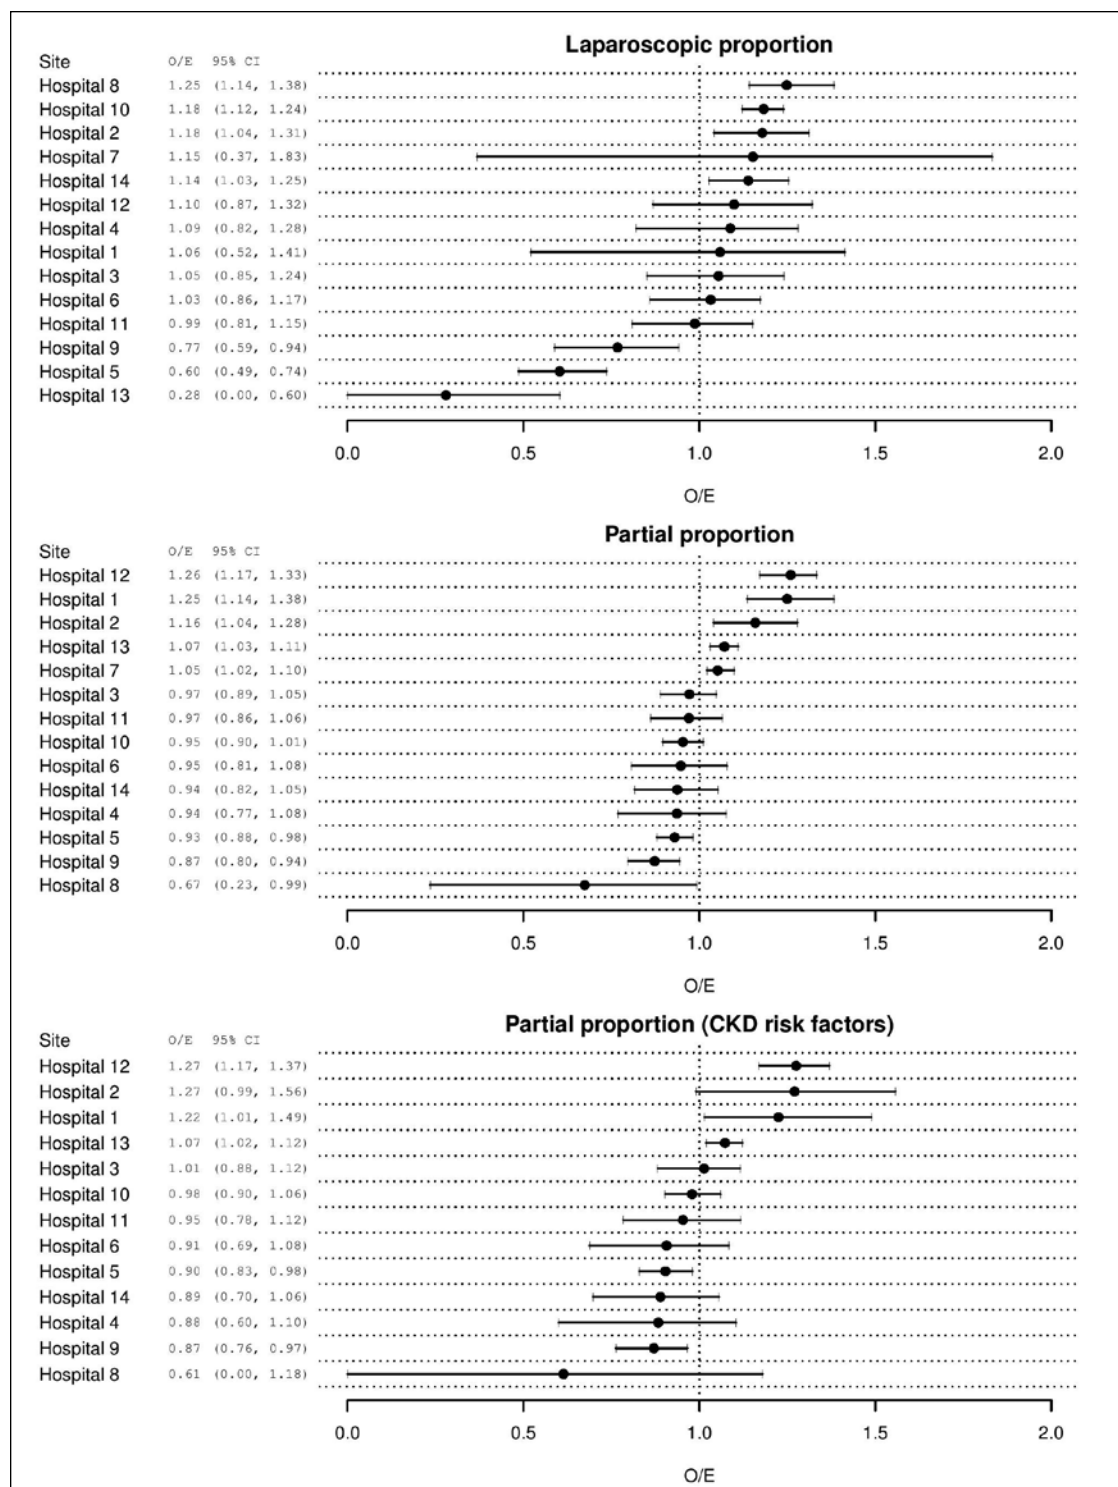 Laparoscopic proportion
Site O/E 95% CI
Hospital 8 1.25 (1.14, 1.38)
Hospital 10 1.18 (1.12, 1.24)
Hospital 2 1.18 (1.04, 1.31)
Hospital 7 1.15 (0.37, 1.83)
Hospital 14 1.14 (1.03, 1.25)
Hospital 12 1.10 (0.87, 1.32)
Hospital 4 1.09 (0.82, 1.28)
Hospital 1 1.06 (0.52, 1.41)
Hospital 3 1.05 (0.85, 1.24)
Hospital 6 1.03 (0.86, 1.17)
Hospital 11 0.99 (0.81, 1.15)
Hospital 9 0.77 (0.59, 0.94)
Hospital 5 0.60 (0.49, 0.74)
Hospital 13 0.28 (0.00, 0.60)
0.0 0.5 1.0 1.5 2.0
O/E
Partial proportion
Site O/E 95% CI
Hospital 12 1.26 (1.17, 1.33)
Hospital 1 1.25 (1.14, 1.38)
Hospital 2 1.16 (1.04, 1.28)
Hospital 13 1.07 (1.03, 1.11)
Hospital 7 1.05 (1.02, 1.10)
Hospital 3 0.97 (0.89, 1.05)
Hospital 11 0.97 (0.86, 1.06)
Hospital 10 0.95 (0.90, 1.01)
Hospital 6 0.95 (0.81, 1.08)
Hospital 14 0.94 (0.82, 1.05)
Hospital 4 0.94 (0.77, 1.08)
Hospital 5 0.93 (0.88, 0.98)
Hospital 9 0.87 (0.80, 0.94)
Hospital 8 0.67 (0.23, 0.99)
0.0 0.5 1.0 1.5 2.0
O/E
Partial proportion (CKD risk factors)
Site O/E 95% CI
Hospital 12 1.27 (1.17, 1.37)
Hospital 2 1.27 (0.99, 1.56)
Hospital 1 1.22 (1.01, 1.49)
Hospital 13 1.07 (1.02, 1.12)
Hospital 3 1.01 (0.88, 1.12)
Hospital 10 0.98 (0.90, 1.06)
Hospital 11 0.95 (0.78, 1.12)
Hospital 6 0.91 (0.69, 1.08)
Hospital 5 0.90 (0.83, 0.98)
Hospital 14 0.89 (0.70, 1.06)
Hospital 4 0.88 (0.60, 1.10)
Hospital 9 0.87 (0.76, 0.97)
Hospital 8 0.61 (0.00, 1.18)
0.0 0.5 1.0 1.5 2.0
O/E